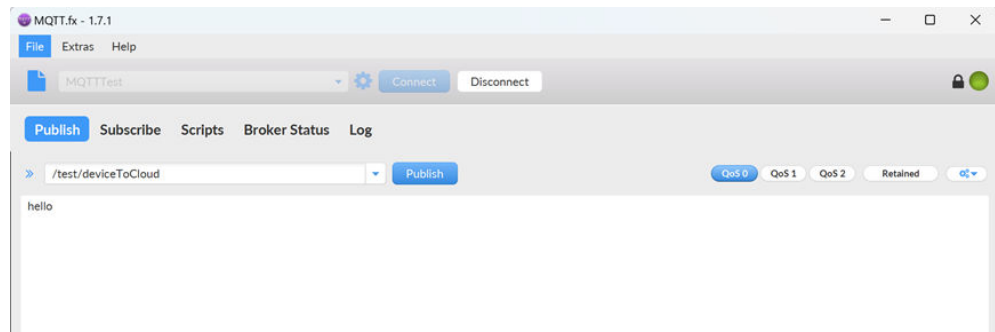 MQTT.fx - 1.7.1
File Extras Help
MQTTTest Connect Disconnect
Publish Subscribe Scripts Broker Status Log
/test/deviceToCloud Publish QoS 0 QoS 1 QoS 2 Retained
hello